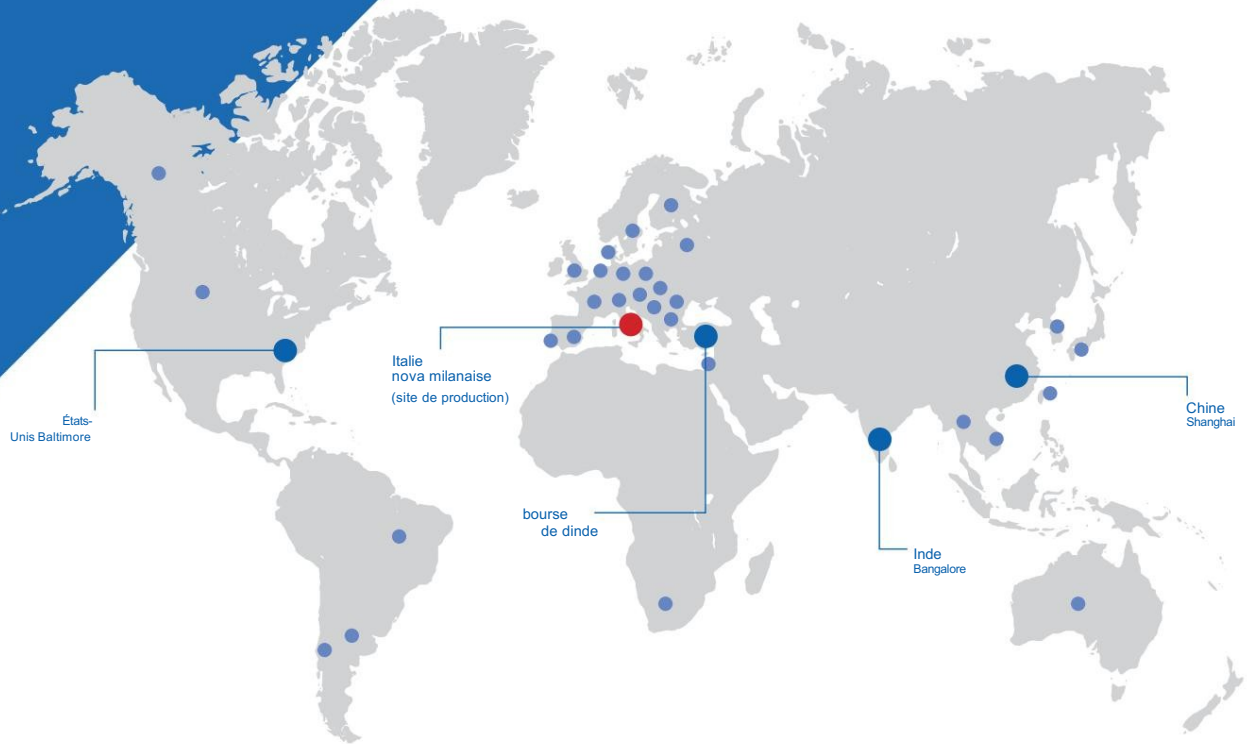 États-
Unis Baltimore
Italie
nova milanaise
(site de production)
bourse
de dinde
Inde
Bangalore
Chine
Shanghai